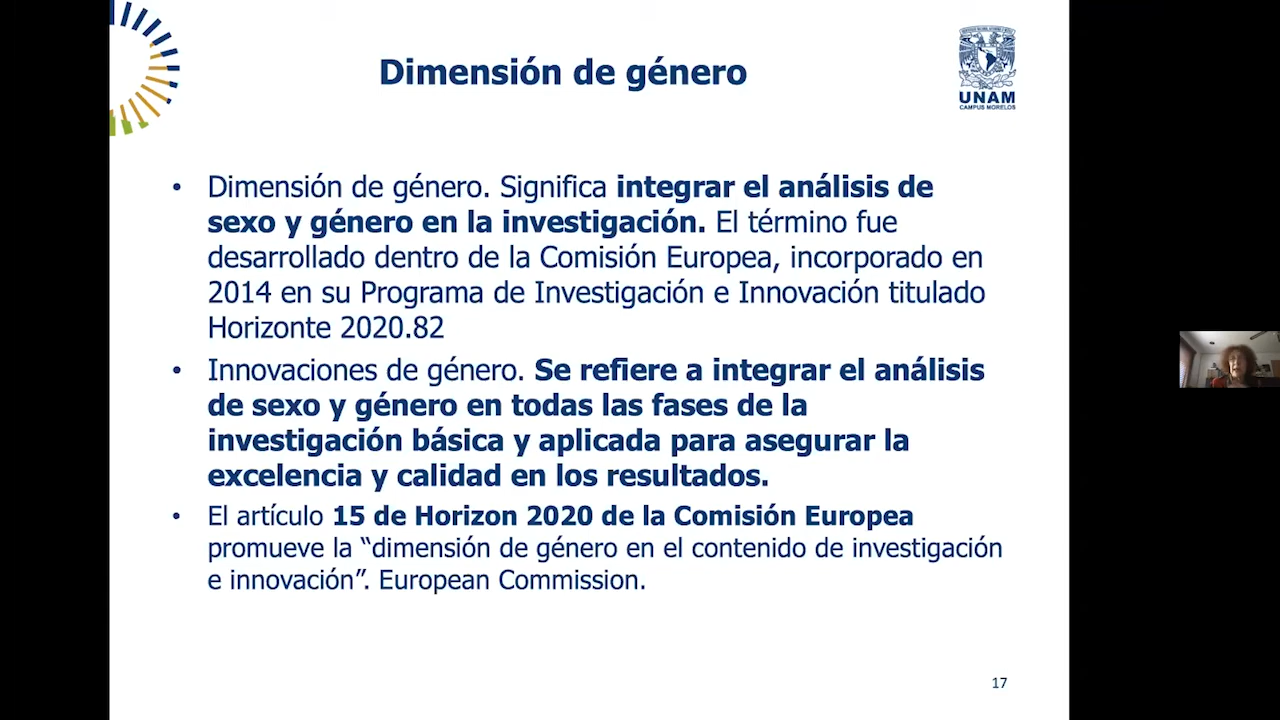 Dimensión de género
UNAM
CAMPUS MORELOS
• Dimensión de género. Significa integrar el análisis de
sexo y género en la investigación. El término fue
desarrollado dentro de la Comisión Europea, incorporado en
2014 en su Programa de Investigación e Innovación titulado
Horizonte 2020.82
• Innovaciones de género. Se refiere a integrar el análisis
de sexo y género en todas las fases de la
investigación básica y aplicada para asegurar la
excelencia y calidad en los resultados.
• El artículo 15 de Horizon 2020 de la Comisión Europea
promueve la “dimensión de género en el contenido de investigación
e innovación”. European Commission.
17